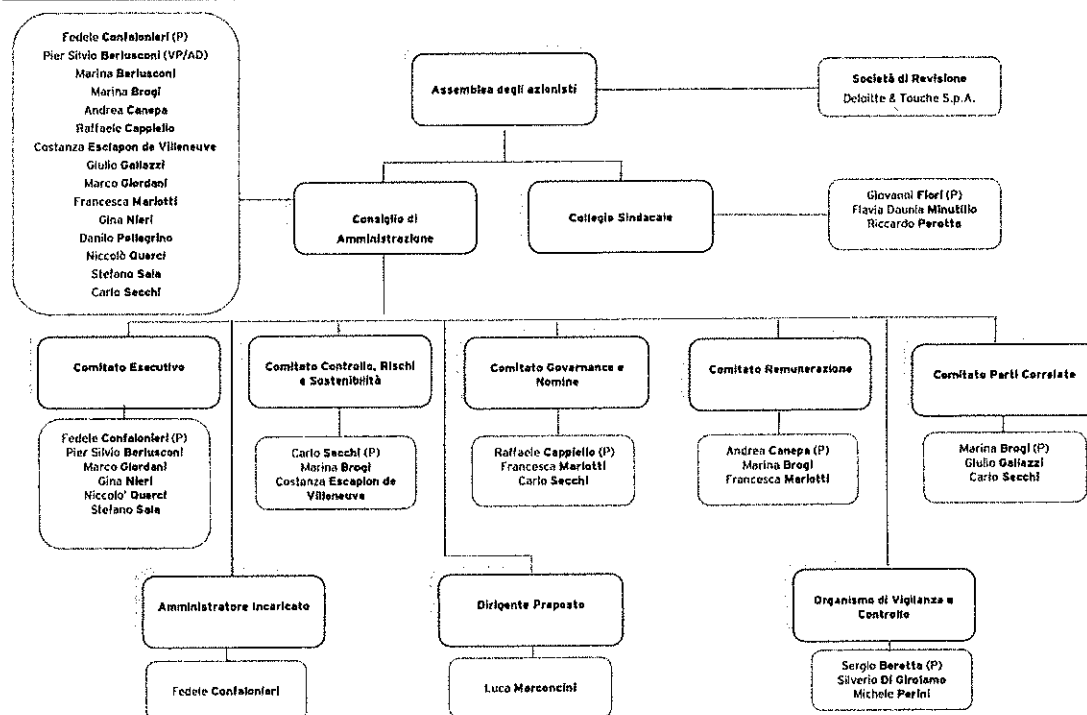 Fedele Confalonieri (P)
Pier Silvio Berlusconi (VP/AD)
Marina Berlusconi
Marina Brogi
Andrea Canepa
Raffaele Cappiello
Costanza Esclapon de Villeneuve
Giulio Gallazzi
Marco Giordani
Francesca Mariotti
Gina Nieri
Danilo Pellegrino
Niccolò Querci
Stefano Sala
Carlo Secchi
Assemblea degli azionisti
Società di Revisione
Deloitte & Touche S.p.A.
Consiglio di
Amministrazione
Collegio Sindacale
Giovanni Fiori (P)
Flavia Daunia Minutillo
Riccardo Perotta
Comitato Esecutivo
Comitato Controllo, Rischi
e Sostenibilità
Comitato Governance e
Nomine
Comitato Remunerazione
Comitato Parti Correlate
Fedele Confalonieri (P)
Pier Silvio Berlusconi
Marco Giordani
Gina Nieri
Niccolo' Querci
Stefano Sala
Carlo Secchi (P)
Marina Brogi
Costanza Escaplon de
Villeneuve
Raffaele Cappiello (P)
Francesca Mariotti
Carlo Secchi
Andrea Canepa (P)
Marina Brogi
Francesca Mariotti
Marina Brogi (P)
Giulio Gallazzi
Carlo Secchi
Amministratore Incaricato
Dirigente Preposto
Organismo di Vigilanza e
Controllo
Fedele Confalonieri
Luca Marconcini
Sergio Beretta (P)
Silverio Di Girolamo
Michele Perini